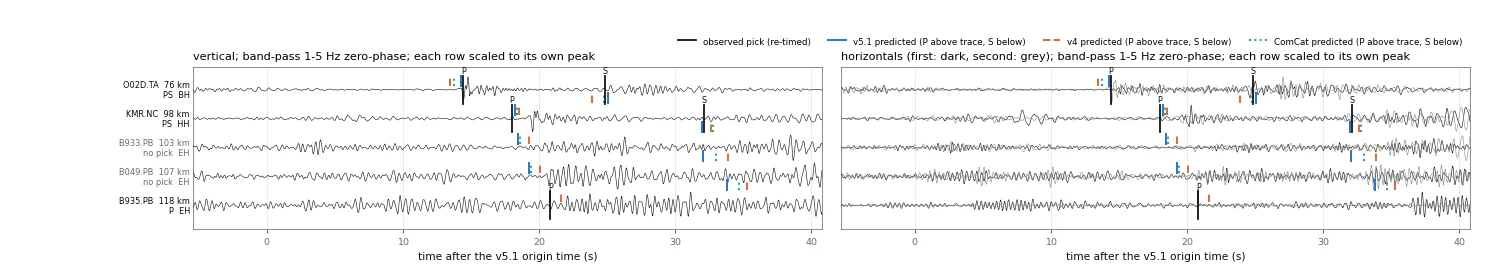 observed pick (re-timed)
v5.1 predicted (P above trace, S below)
v4 predicted (P above trace, S below)
ComCat predicted (P above trace, S below)
vertical; band-pass 1-5 Hz zero-phase; each row scaled to its own peak
horizontals (first: dark, second: grey); band-pass 1-5 Hz zero-phase; each row scaled to its own peak
O02D.TA 76 km
PS BH
KMR.NC 98 km
PS HH
B933.PB 103 km
no pick EH
B049.PB 107 km
no pick EH
B935.PB 118 km
P EH
P
S
P
S
P
P
S
P
S
P
0
10
20
30
40
0
10
20
30
40
time after the v5.1 origin time (s)
time after the v5.1 origin time (s)